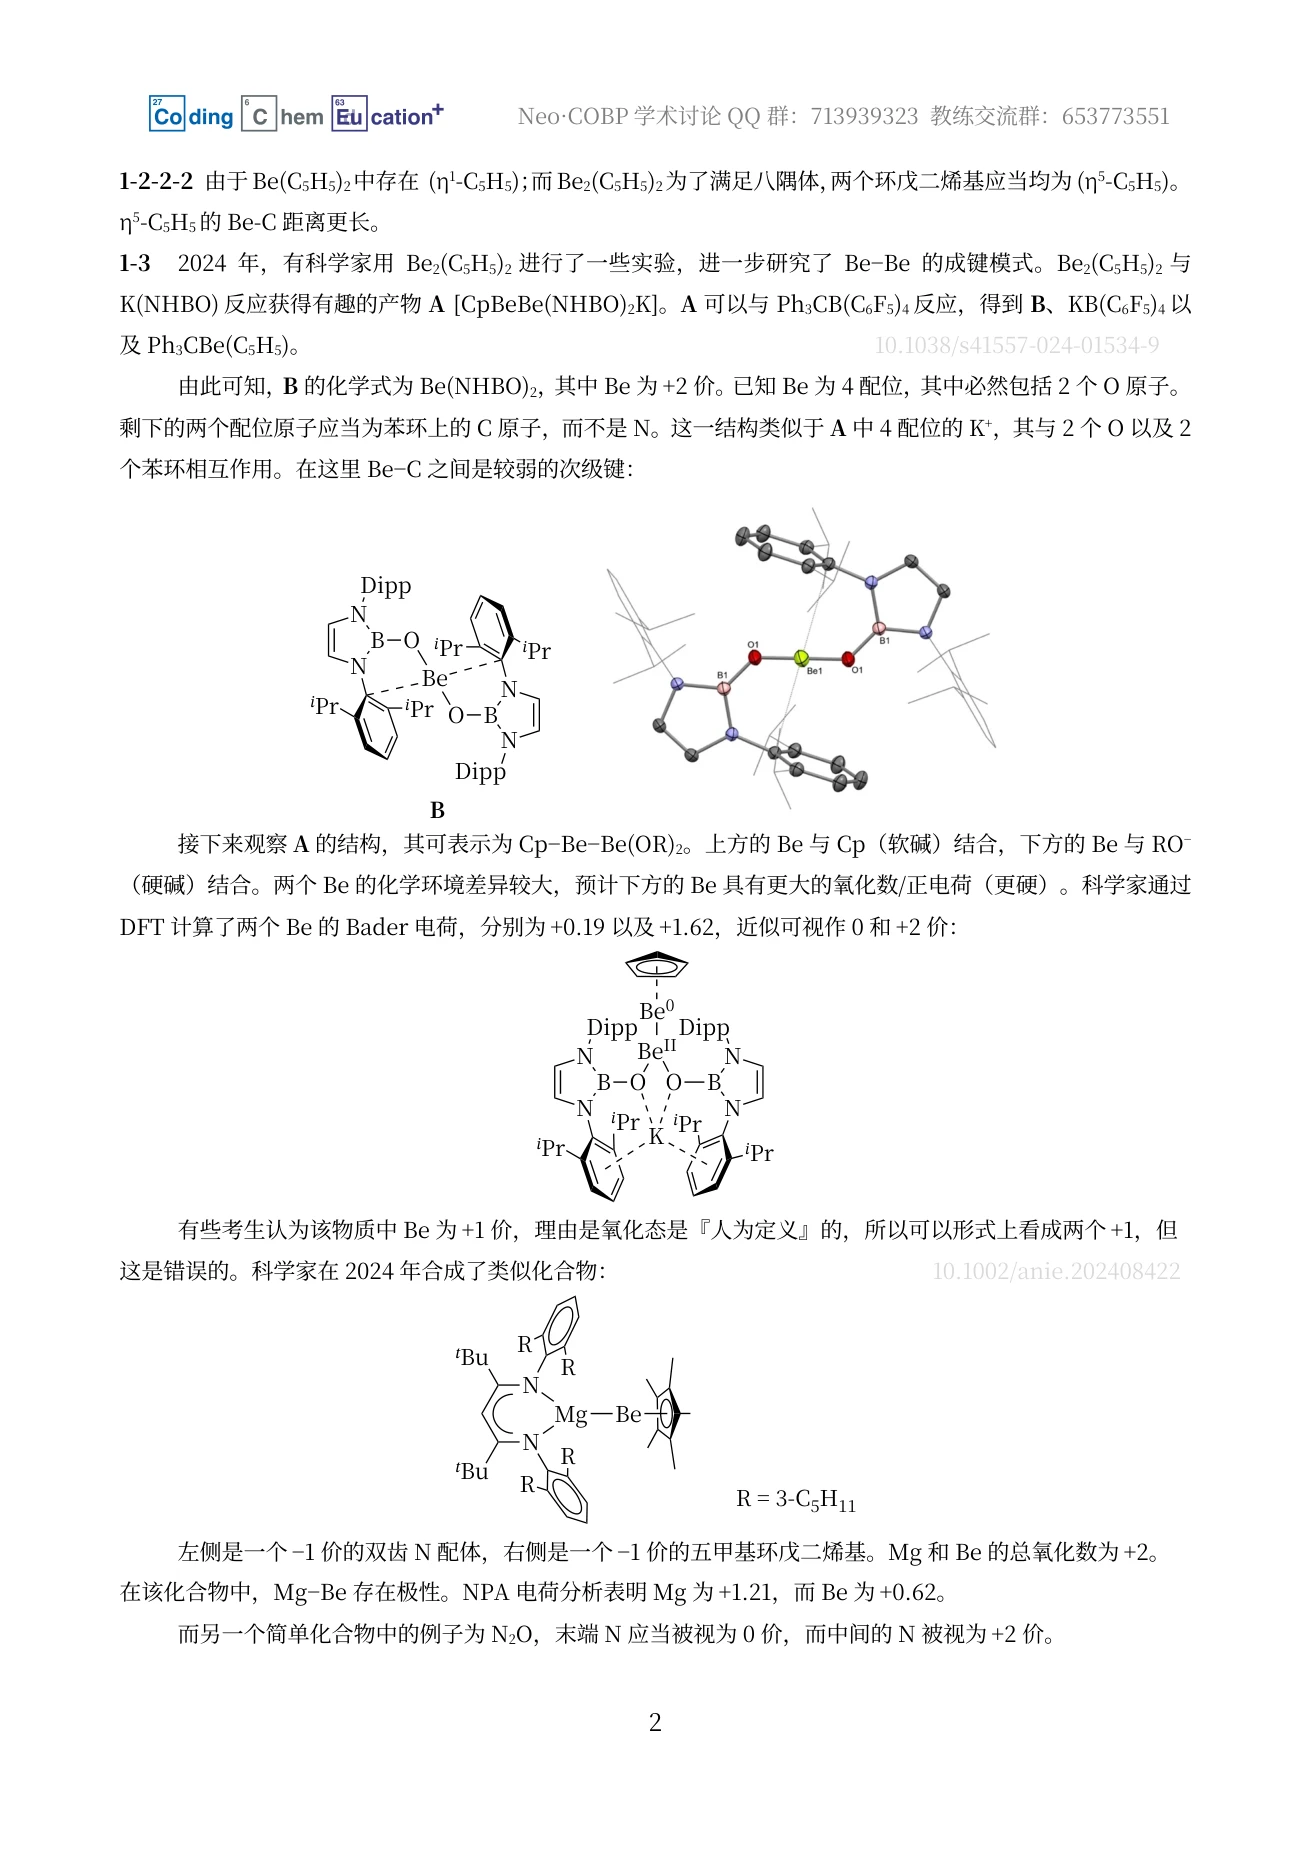 27 Co ding 6 C hem 63 Eu cation+ Neo·COBP 学术讨论 QQ 群：713939323 教练交流群：653773551
1-2-2-2 由于 Be(C₅H₅)₂中存在 (η¹-C₅H₅)；而 Be₂(C₅H₅)₂为了满足八隅体，两个环戊二烯基应当均为 (η⁵-C₅H₅)。
η⁵-C₅H₅的 Be-C 距离更长。
1-3 2024 年，有科学家用 Be₂(C₅H₅)₂ 进行了一些实验，进一步研究了 Be−Be 的成键模式。Be₂(C₅H₅)₂ 与
K(NHBO) 反应获得有趣的产物 A [CpBeBe(NHBO)₂K]。A 可以与 Ph₃CB(C₆F₅)₄反应，得到 B、KB(C₆F₅)₄以
及 Ph₃CBe(C₅H₅)。 10.1038/s41557-024-01534-9
由此可知，B 的化学式为 Be(NHBO)₂，其中 Be 为 +2 价。已知 Be 为 4 配位，其中必然包括 2 个 O 原子。
剩下的两个配位原子应当为苯环上的 C 原子，而不是 N。这一结构类似于 A 中 4 配位的 K⁺，其与 2 个 O 以及 2
个苯环相互作用。在这里 Be−C 之间是较弱的次级键：
Dipp
N
B−O ⁱPr ⁱPr
N
Be
N
ⁱPr ⁱPr O−B
N
Dipp
B
O1 Be1 O1 B1
B1
接下来观察 A 的结构，其可表示为 Cp−Be−Be(OR)₂。上方的 Be 与 Cp（软碱）结合，下方的 Be 与 RO⁻
（硬碱）结合。两个 Be 的化学环境差异较大，预计下方的 Be 具有更大的氧化数/正电荷（更硬）。科学家通过
DFT 计算了两个 Be 的 Bader 电荷，分别为 +0.19 以及 +1.62，近似可视作 0 和 +2 价：
Be⁰
Dipp Dipp
N Beᴵᴵ N
B−O O−B
N N
ⁱPr ⁱPr
K
ⁱPr ⁱPr
有些考生认为该物质中 Be 为 +1 价，理由是氧化态是『人为定义』的，所以可以形式上看成两个 +1，但
这是错误的。科学家在 2024 年合成了类似化合物： 10.1002/anie.202408422
R
ᵗBu R
N
Mg−Be
N
R
ᵗBu R
R = 3-C₅H₁₁
左侧是一个 −1 价的双齿 N 配体，右侧是一个 −1 价的五甲基环戊二烯基。Mg 和 Be 的总氧化数为 +2。
在该化合物中，Mg−Be 存在极性。NPA 电荷分析表明 Mg 为 +1.21，而 Be 为 +0.62。
而另一个简单化合物中的例子为 N₂O，末端 N 应当被视为 0 价，而中间的 N 被视为 +2 价。
2